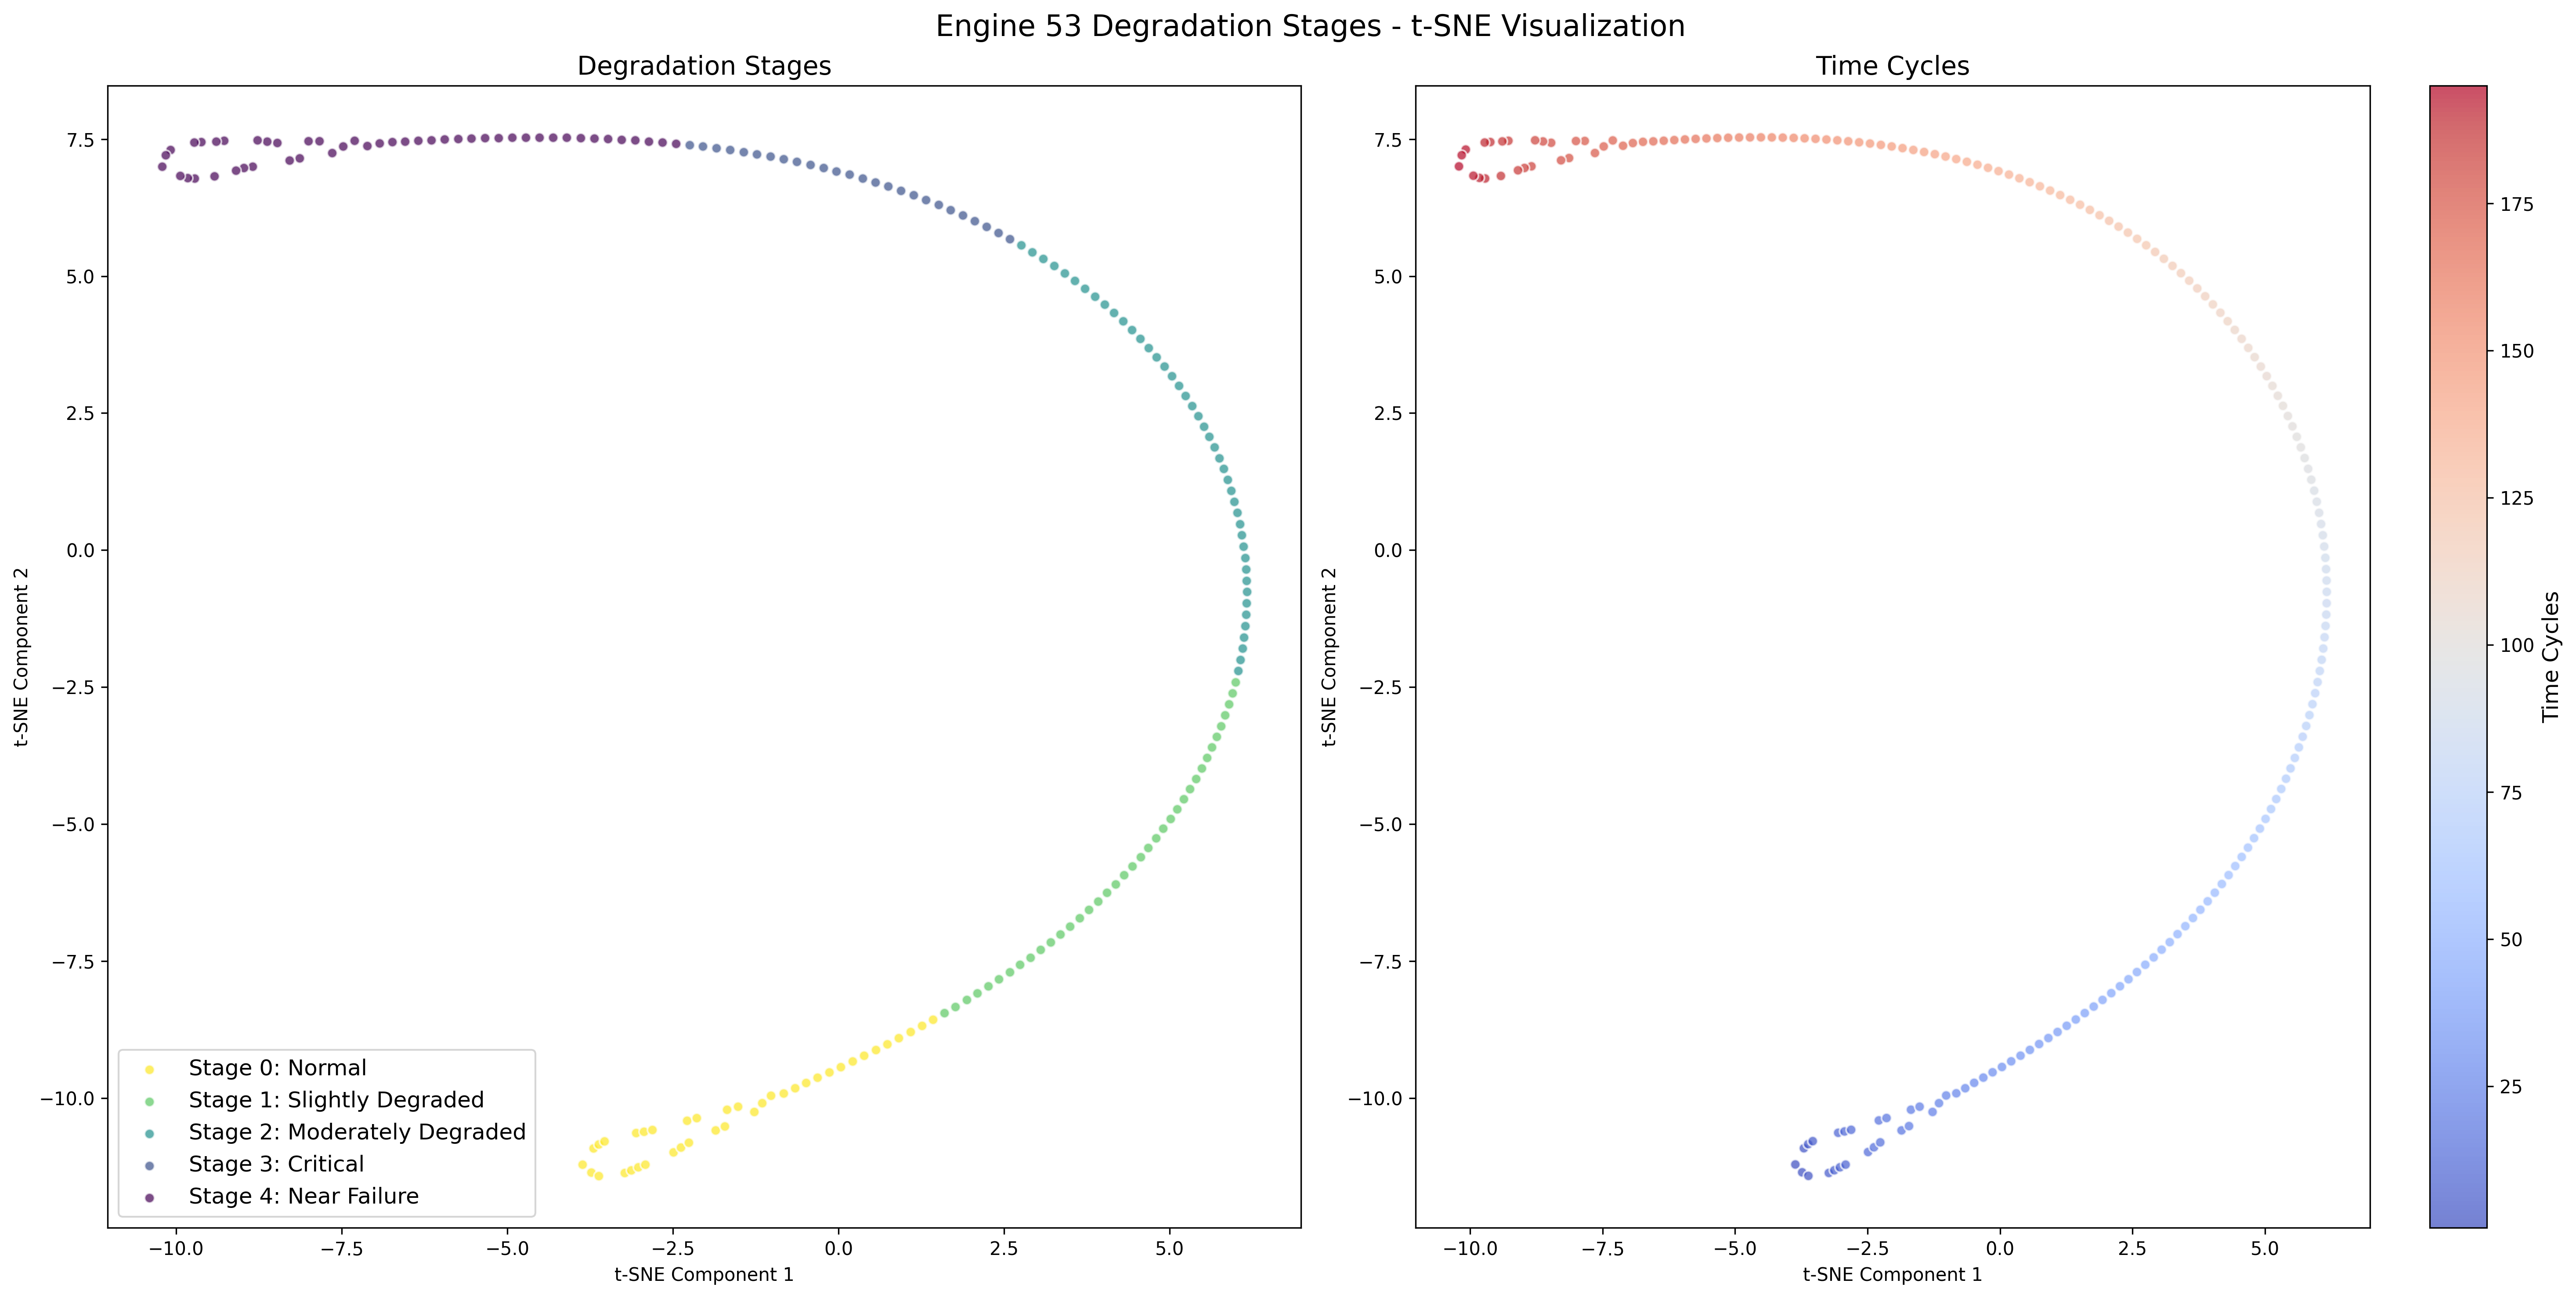 Engine 53 Degradation Stages - t-SNE Visualization
Degradation Stages
7.5
5.0
2.5
0.0
−2.5
−5.0
−7.5
−10.0
t-SNE Component 2
Stage 0: Normal
Stage 1: Slightly Degraded
Stage 2: Moderately Degraded
Stage 3: Critical
Stage 4: Near Failure
−10.0 −7.5 −5.0 −2.5 0.0 2.5 5.0
t-SNE Component 1
Time Cycles
7.5
5.0
2.5
0.0
−2.5
−5.0
−7.5
−10.0
t-SNE Component 2
−10.0 −7.5 −5.0 −2.5 0.0 2.5 5.0
t-SNE Component 1
175
150
125
100
75
50
25
Time Cycles